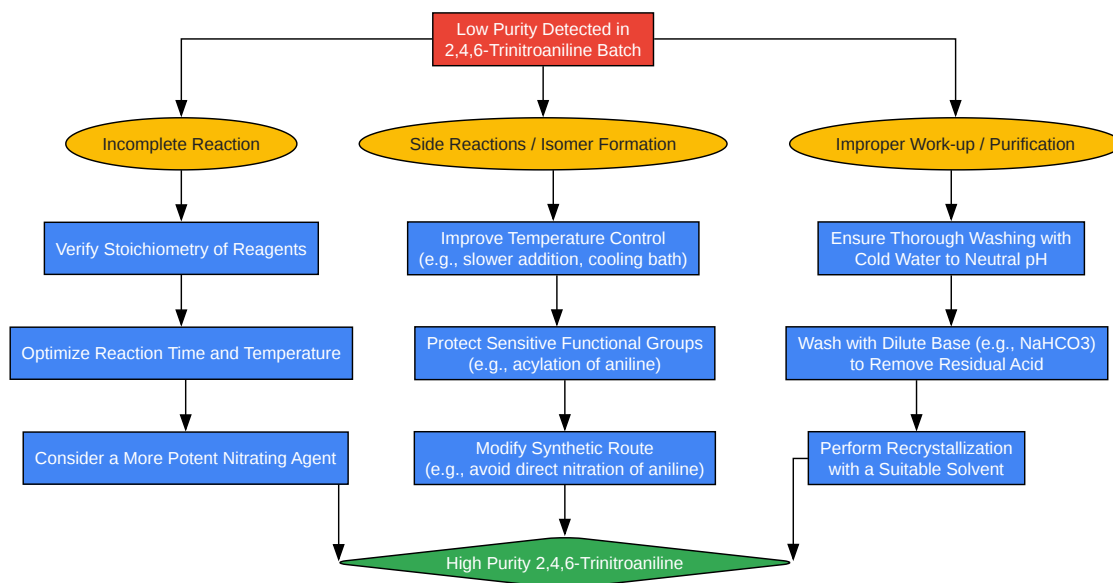 Low Purity Detected in
2,4,6-Trinitroaniline Batch
Incomplete Reaction
Side Reactions / Isomer Formation
Improper Work-up / Purification
Verify Stoichiometry of Reagents
Improve Temperature Control
(e.g., slower addition, cooling bath)
Ensure Thorough Washing with
Cold Water to Neutral pH
Optimize Reaction Time and Temperature
Protect Sensitive Functional Groups
(e.g., acylation of aniline)
Wash with Dilute Base (e.g., NaHCO3)
to Remove Residual Acid
Consider a More Potent Nitrating Agent
Modify Synthetic Route
(e.g., avoid direct nitration of aniline)
Perform Recrystallization
with a Suitable Solvent
High Purity 2,4,6-Trinitroaniline